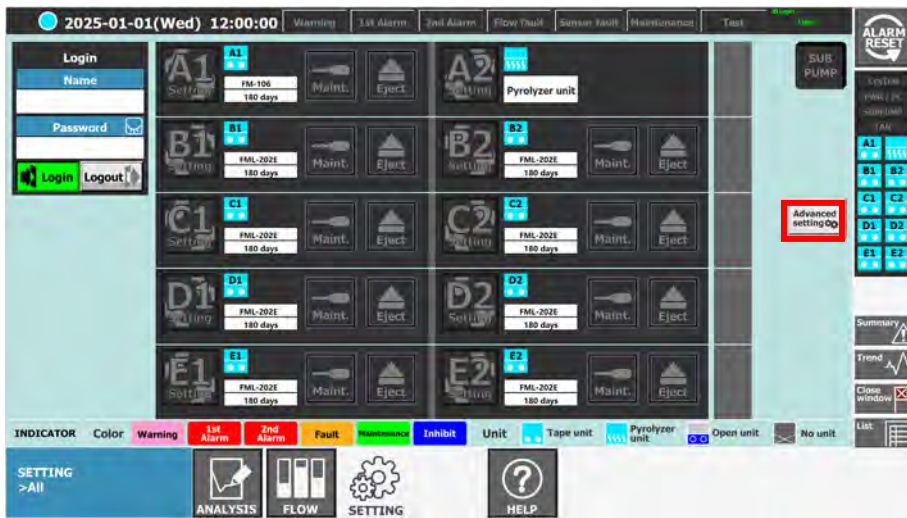 2025-01-01(Wed) 12:00:00 Warning 1st Alarm 2nd Alarm Flow Fault Sensor Fault Maintenance Test
ALARM
RESET
Login
Name
Password
Login Logout
A1
Setting
A1
FM-106
180 days
Maint.
Eject
A2
Setting
Pyrolyzer unit
SUB
PUMP
B1
Setting
B1
FML-202E
180 days
Maint.
Eject
B2
Setting
B2
FML-202E
180 days
Maint.
Eject
C1
Setting
C1
FML-202E
180 days
Maint.
Eject
C2
Setting
C2
FML-202E
180 days
Maint.
Eject
Advanced
setting
D1
Setting
D1
FML-202E
180 days
Maint.
Eject
D2
Setting
D2
FML-202E
180 days
Maint.
Eject
E1
Setting
E1
FML-202E
180 days
Maint.
Eject
E2
Setting
E2
FML-202E
180 days
Maint.
Eject
A1
B1 B2
C1 C2
D1 D2
E1 E2
Summary
Trend
Close
window
List
INDICATOR Color Warning 1st Alarm 2nd Alarm Fault Maintenance Inhibit Unit Tape unit Pyrolyzer unit Open unit No unit
SETTING
>All
ANALYSIS FLOW SETTING HELP